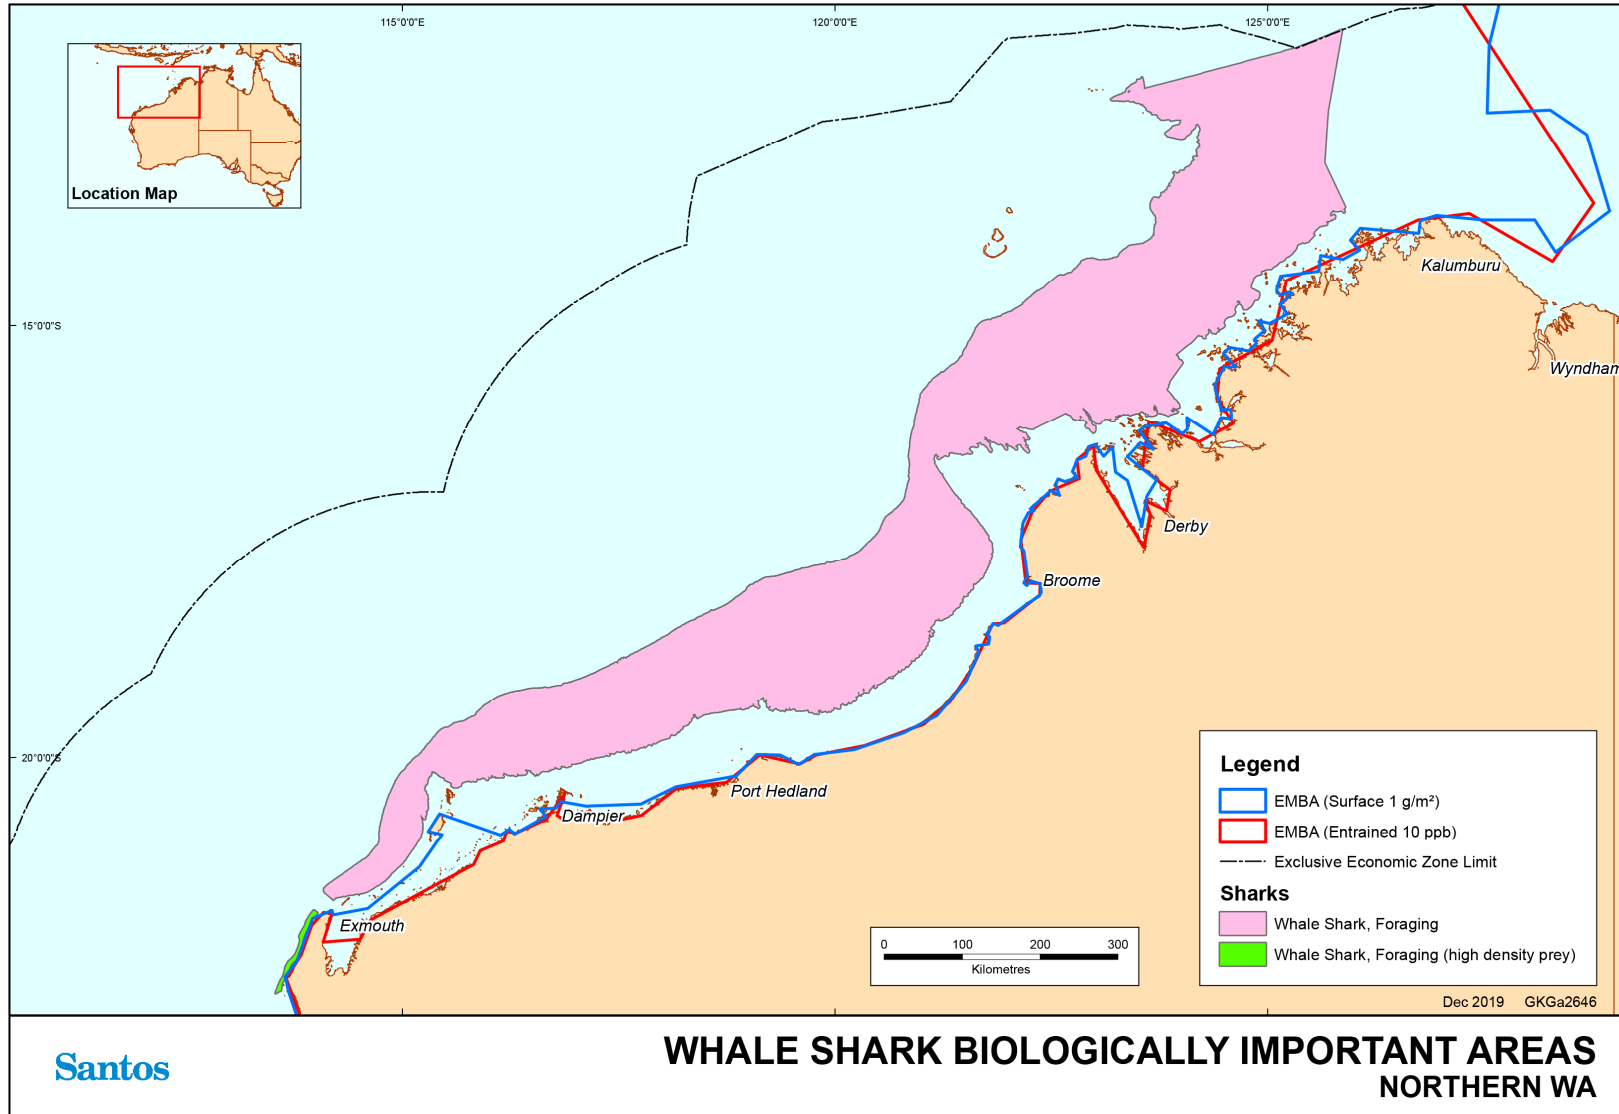 115°0'0"E
120°0'0"E
125°0'0"E
Location Map
15°0'0"S
20°0'0"S
Kalumburu
Wyndham
Derby
Broome
Port Hedland
Dampier
Exmouth
Legend
EMBA (Surface 1 g/m²)
EMBA (Entrained 10 ppb)
Exclusive Economic Zone Limit
Sharks
Whale Shark, Foraging
Whale Shark, Foraging (high density prey)
0 100 200 300
Kilometres
Dec 2019 GKGa2646
Santos
WHALE SHARK BIOLOGICALLY IMPORTANT AREAS
NORTHERN WA